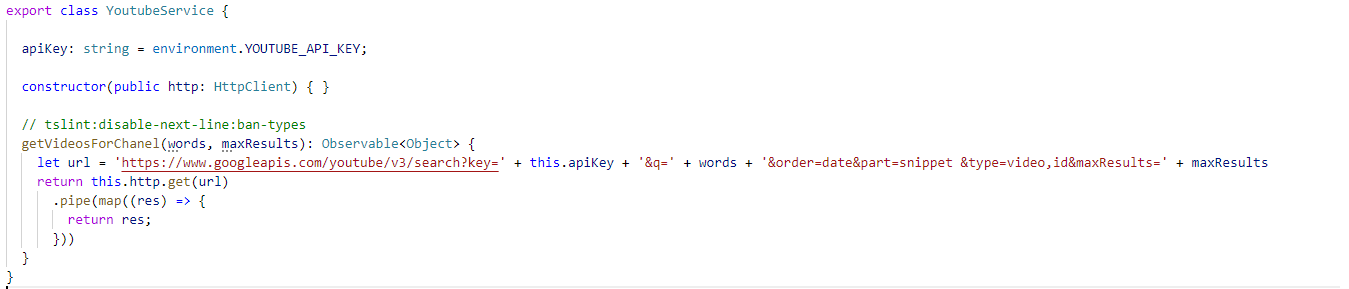 export class YoutubeService {
apiKey: string = environment.YOUTUBE_API_KEY;
constructor(public http: HttpClient) { }
// tslint:disable-next-line:ban-types
getVideosForChanel(words, maxResults): Observable<Object> {
let url = 'https://www.googleapis.com/youtube/v3/search?key=' + this.apiKey + '&q=' + words + '&order=date&part=snippet &type=video,id&maxResults=' + maxResults
return this.http.get(url)
.pipe(map((res) => {
return res;
}))
}
}